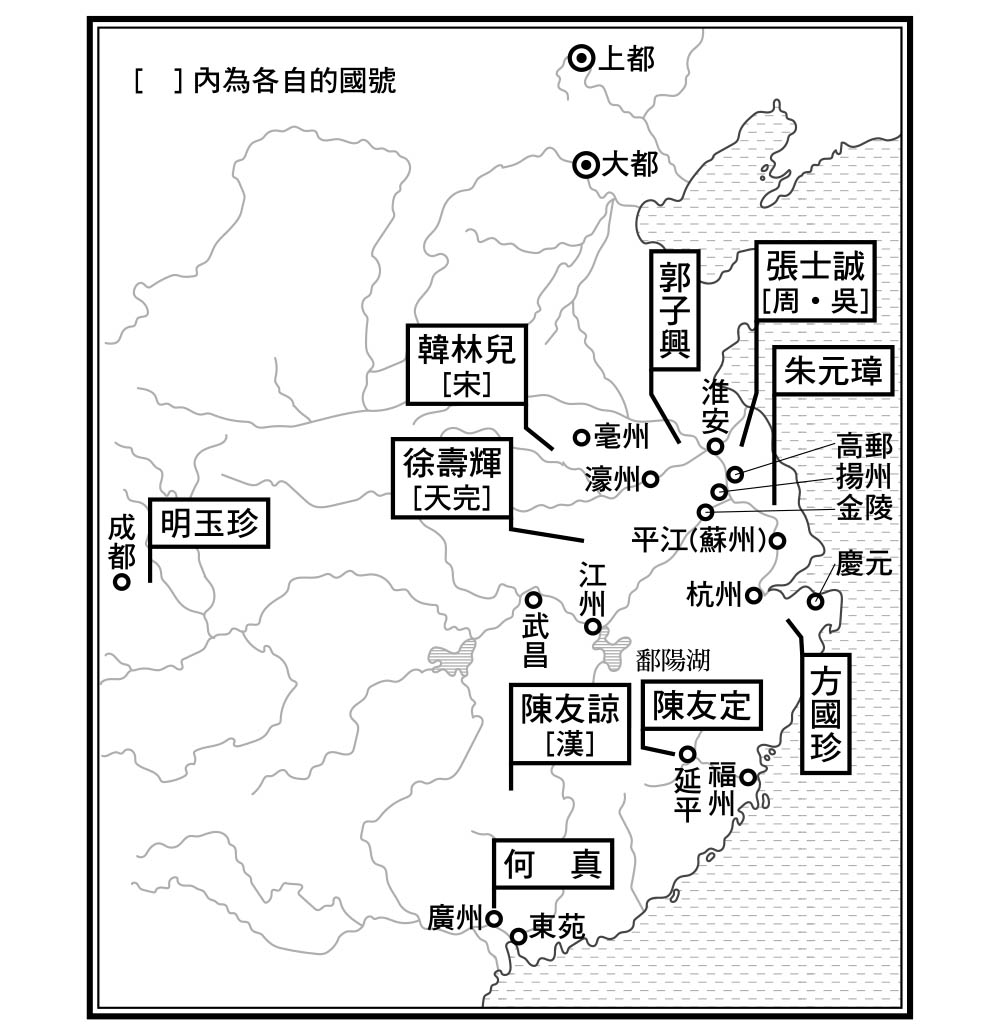 [　]內為各自的國號
上都
大都
張士誠
[周・吳]
郭子興
韓林兒
[宋]
朱元璋
淮安
亳州
高郵
徐壽輝
[天完]
濠州
揚州
金陵
明玉珍
成都
平江(蘇州)
慶元
江州
杭州
武昌
鄱陽湖
方國珍
陳友諒
[漢]
陳友定
延平
福州
何　真
廣州
東苑